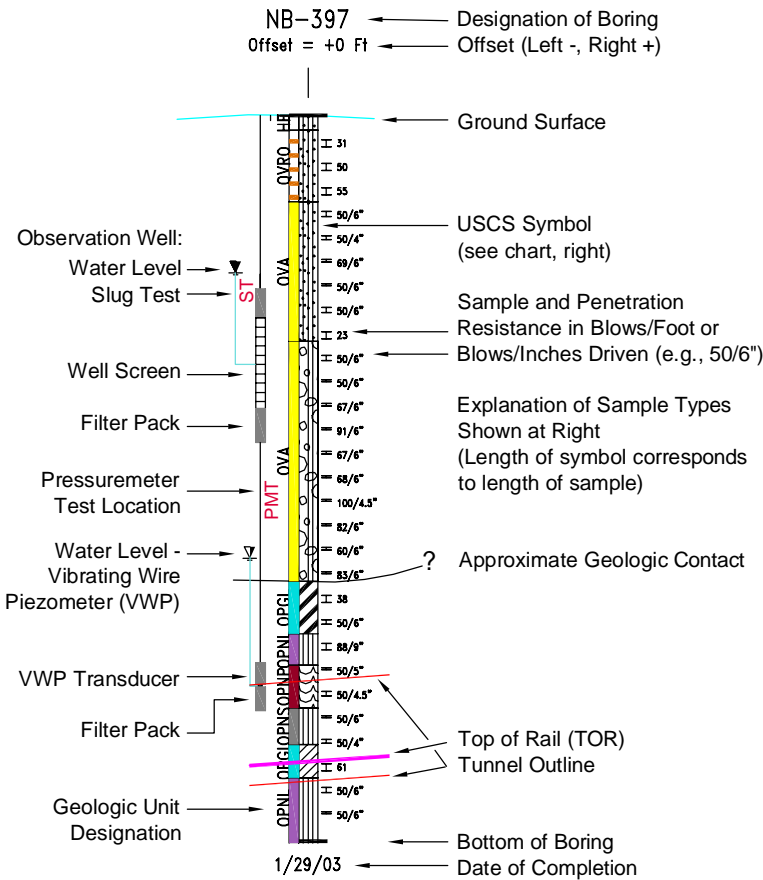 NB-397
Designation of Boring
Offset = +0 Ft
Offset (Left -, Right +)
Ground Surface
HF
QVRO
31
50
55
50/6"
50/4"
69/6"
50/6"
50/6"
23
USCS Symbol
(see chart, right)
Observation Well:
Water Level
Slug Test
ST
QVA
Sample and Penetration
Resistance in Blows/Foot or
Blows/Inches Driven (e.g., 50/6")
Well Screen
Filter Pack
50/6"
50/6"
67/6"
91/6"
67/6"
68/6"
100/4.5"
82/6"
60/6"
83/6"
Explanation of Sample Types
Shown at Right
(Length of symbol corresponds
to length of sample)
QVA
Pressuremeter
Test Location
PMT
Water Level -
Vibrating Wire
Piezometer (VWP)
? Approximate Geologic Contact
QPGL
38
50/6"
QPNL
88/9"
VWP Transducer
QPNP
50/5"
50/4.5"
Filter Pack
QPNS
50/6"
50/4"
QPGL
61
Top of Rail (TOR)
Tunnel Outline
Geologic Unit
Designation
QPNL
50/6"
50/6"
Bottom of Boring
1/29/03
Date of Completion